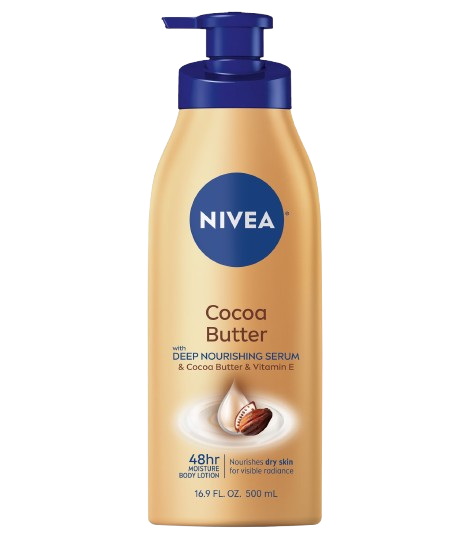 NIVEA®
Cocoa
Butter
with
DEEP NOURISHING SERUM
& Cocoa Butter & Vitamin E
48hr
MOISTURE
BODY LOTION
Nourishes dry skin
for visible radiance
16.9 FL. OZ. 500 mL